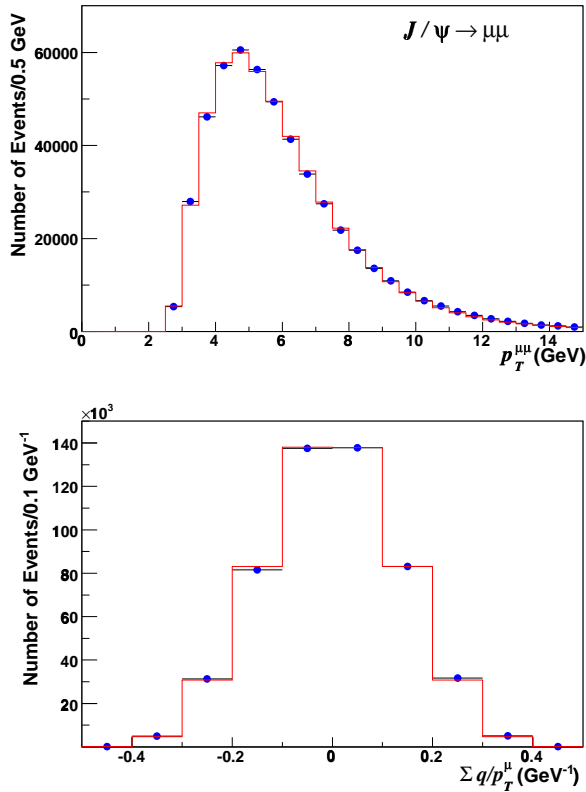 J/ψ → μμ
Number of Events/0.5 GeV
60000
40000
20000
0
0 2 4 6 8 10 12 14
p_T^μμ (GeV)
×10³
Number of Events/0.1 GeV⁻¹
140
120
100
80
60
40
20
-0.4 -0.2 0 0.2 0.4
Σ q/p_T^μ (GeV⁻¹)